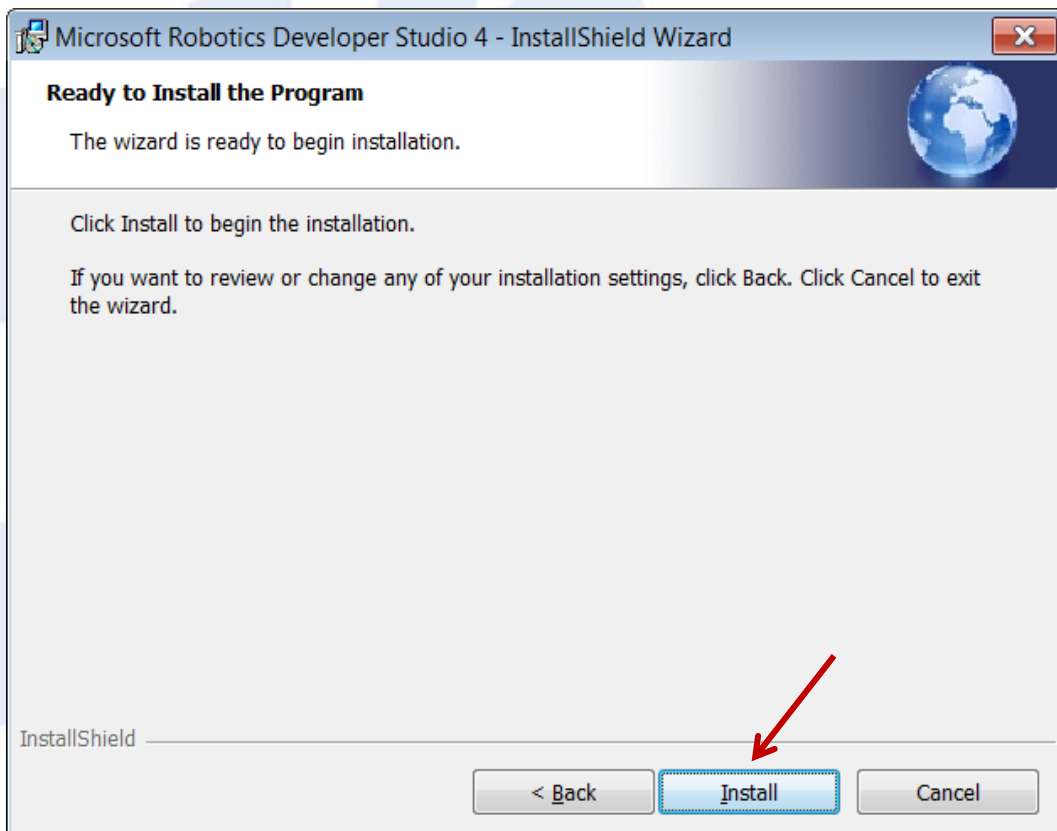 Microsoft Robotics Developer Studio 4 - InstallShield Wizard
Ready to Install the Program
The wizard is ready to begin installation.
Click Install to begin the installation.
If you want to review or change any of your installation settings, click Back. Click Cancel to exit
the wizard.
InstallShield
< Back
Install
Cancel